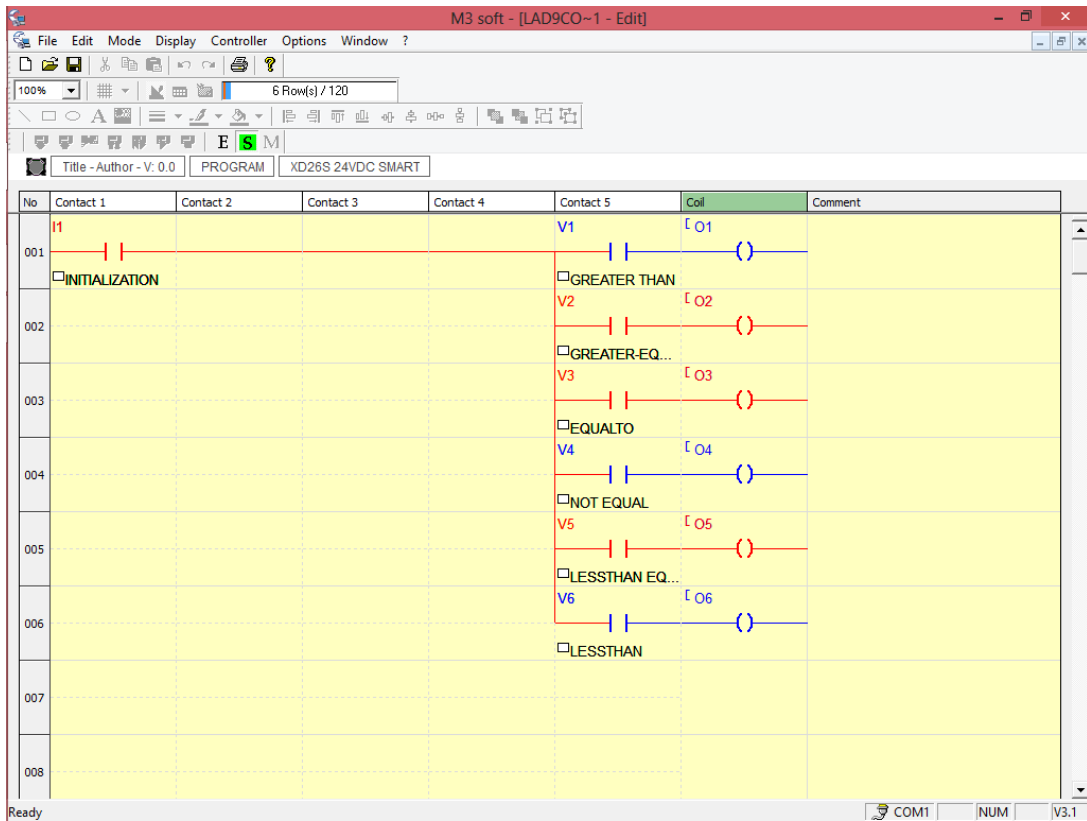 M3 soft - [LAD9CO~1 - Edit]
File Edit Mode Display Controller Options Window ?
100% 6 Row(s) / 120
E S M
Title - Author - V: 0.0 PROGRAM XD26S 24VDC SMART
No Contact 1 Contact 2 Contact 3 Contact 4 Contact 5 Coil Comment
I1 V1 [ O1
001
INITIALIZATION GREATER THAN
V2 [ O2
002
GREATER-EQ...
V3 [ O3
003
EQUALTO
V4 [ O4
004
NOT EQUAL
V5 [ O5
005
LESSTHAN EQ...
V6 [ O6
006
LESSTHAN
007
008
Ready COM1 NUM V3.1